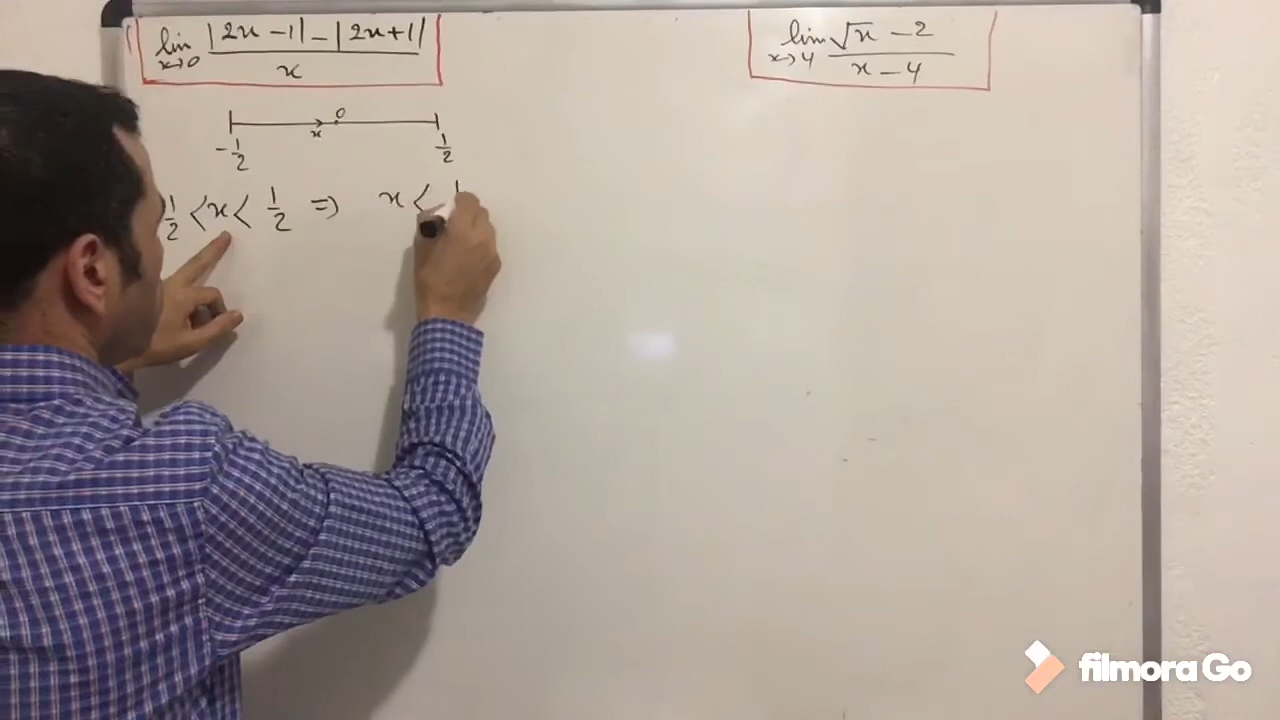 lim x→0 (|2x-1| - |2x+1|)/x
lim x→4 (√x - 2)/(x - 4)
0
x
-1/2
1/2
1/2 < x < 1/2 ⇒ x <
filmora Go